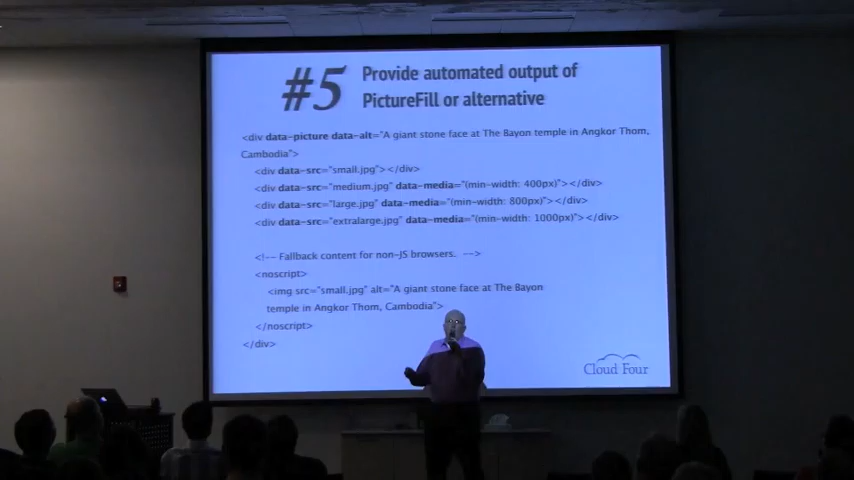 #5
Provide automated output of
PictureFill or alternative
<div data-picture data-alt="A giant stone face at The Bayon temple in Angkor Thom,
Cambodia">
<div data-src="small.jpg"></div>
<div data-src="medium.jpg" data-media="(min-width: 400px)"></div>
<div data-src="large.jpg" data-media="(min-width: 800px)"></div>
<div data-src="extralarge.jpg" data-media="(min-width: 1000px)"></div>
<!-- Fallback content for non-JS browsers. -->
<noscript>
<img src="small.jpg" alt="A giant stone face at The Bayon
temple in Angkor Thom, Cambodia">
</noscript>
</div>
Cloud Four